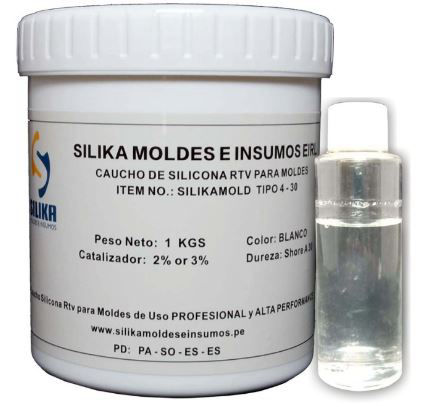 SILIKA MOLDES E INSUMOS EIRL
CAUCHO DE SILICONA RTV PARA MOLDES
ITEM NO.: SILIKAMOLD TIPO 4 - 30
SILIKA
Peso Neto: 1 KGS
Color: BLANCO
Catalizador: 2% or 3%
Dureza: Shore A 30
Caucho Silicona Rtv para Moldes de Uso PROFESIONAL y ALTA PERFORMANCE
www.silikamoldeseinsumos.pe
PD: PA - SO - ES - ES